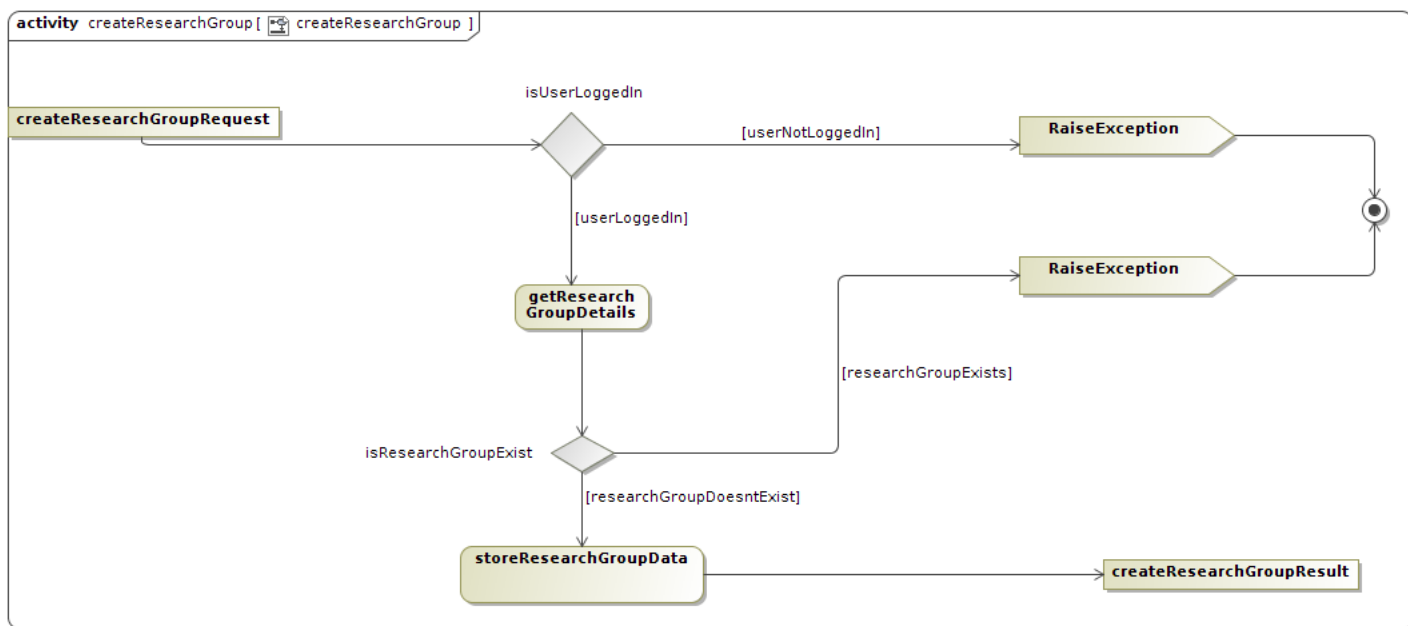 activity createResearchGroup [ createResearchGroup ]
isUserLoggedIn
createResearchGroupRequest
[userNotLoggedIn]
RaiseException
[userLoggedIn]
RaiseException
getResearch
GroupDetails
[researchGroupExists]
isResearchGroupExist
[researchGroupDoesntExist]
storeResearchGroupData
createResearchGroupResult